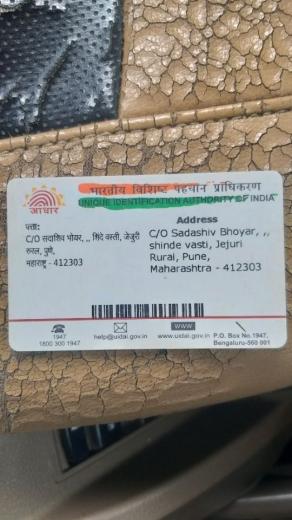 भारतीय विशिष्ट पहचान प्राधिकरण
UNIQUE IDENTIFICATION AUTHORITY OF INDIA
आधार
पत्ता:
C/O सदाशिव भोयर, ,, शिंदे वस्ती, जेजुरी
रुरल, पुणे,
महाराष्ट्र - 412303
Address
C/O Sadashiv Bhoyar, ,,
shinde vasti, Jejuri
Rural, Pune,
Maharashtra - 412303
1947
1800 300 1947
help@uidai.gov.in
WWW
www.uidai.gov.in
P.O. Box No.1947,
Bengaluru-560 001